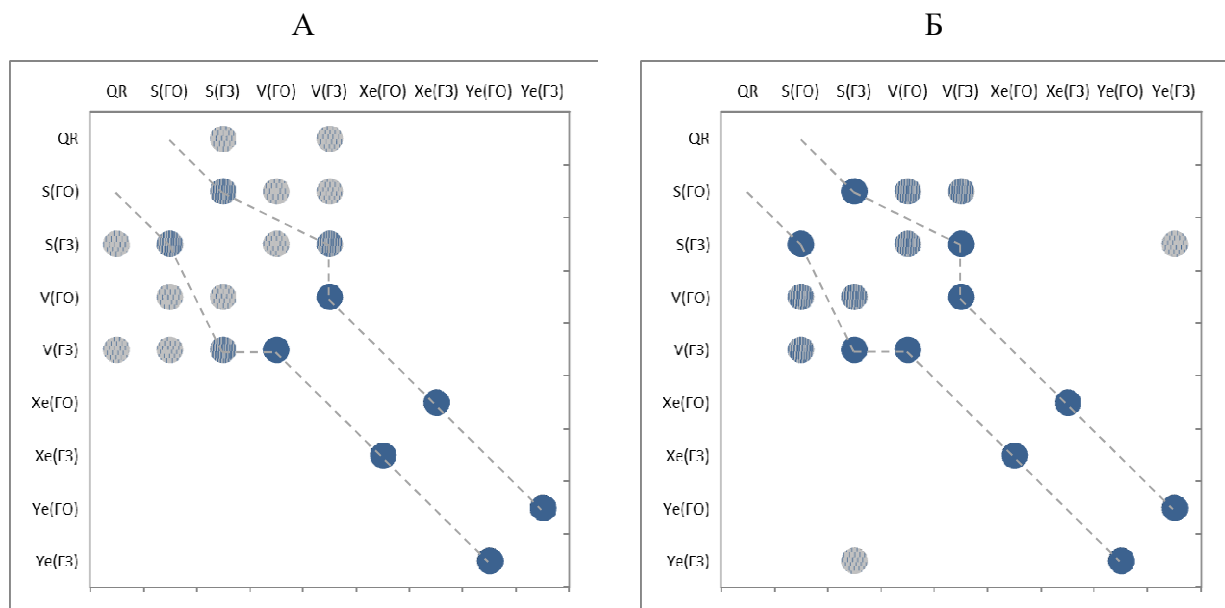 А Б
QR S(ГО) S(ГЗ) V(ГО) V(ГЗ) Xe(ГО) Xe(ГЗ) Ye(ГО) Ye(ГЗ)
QR
S(ГО)
S(ГЗ)
V(ГО)
V(ГЗ)
Xe(ГО)
Xe(ГЗ)
Ye(ГО)
Ye(ГЗ)
QR S(ГО) S(ГЗ) V(ГО) V(ГЗ) Xe(ГО) Xe(ГЗ) Ye(ГО) Ye(ГЗ)
QR
S(ГО)
S(ГЗ)
V(ГО)
V(ГЗ)
Xe(ГО)
Xe(ГЗ)
Ye(ГО)
Ye(ГЗ)